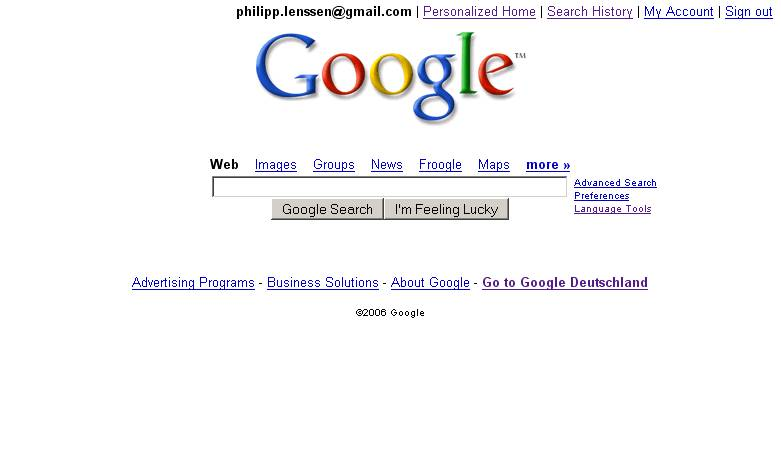 philipp.lenssen@gmail.com | Personalized Home | Search History | My Account | Sign out
Google™
Web Images Groups News Froogle Maps more »
Advanced Search
Preferences
Language Tools
Google Search I'm Feeling Lucky
Advertising Programs - Business Solutions - About Google - Go to Google Deutschland
©2006 Google